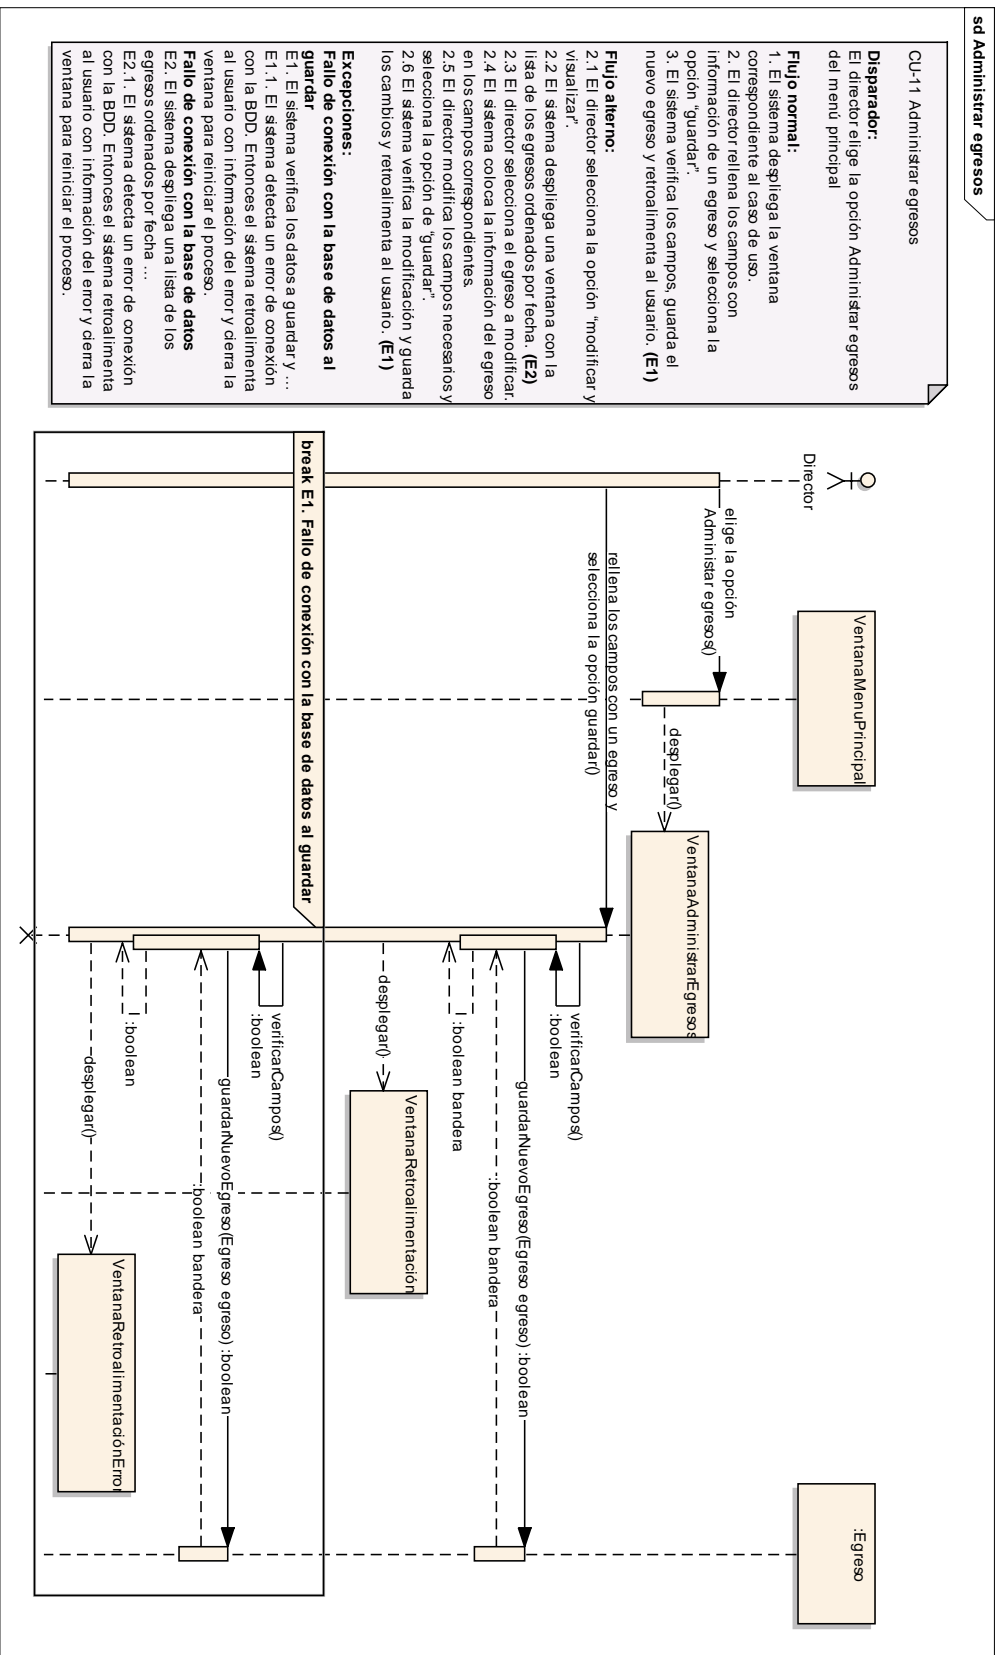 sd Administrar egresos
CU-11 Administrar egresos
Disparador:
El director elige la opción Administrar egresos
del menú principal
Flujo normal:
1. El sistema despliega la ventana
correspondiente al caso de uso.
2. El director rellena los campos con
información de un egreso y selecciona la
opción "guardar".
3. El sistema verifica los campos, guarda el
nuevo egreso y retroalimenta al usuario. (E1)
Flujo alterno:
2.1 El director selecciona la opción "modificar y
visualizar".
2.2 El sistema despliega una ventana con la
lista de los egresos ordenados por fecha. (E2)
2.3 El director selecciona el egreso a modificar.
2.4 El sistema coloca la información del egreso
en los campos correspondientes.
2.5 El director modifica los campos necesarios y
selecciona la opción de "guardar".
2.6 El sistema verifica la modificación y guarda
los cambios y retroalimenta al usuario. (E1)
Excepciones:
Fallo de conexión con la base de datos al
guardar
E1. El sistema verifica los datos a guardar y ...
E1.1. El sistema detecta un error de conexión
con la BDD. Entonces el sistema retroalimenta
al usuario con información del error y cierra la
ventana para reiniciar el proceso.
Fallo de conexión con la base de datos
E2. El sistema despliega una lista de los
egresos ordenados por fecha ...
E2.1. El sistema detecta un error de conexión
con la BDD. Entonces el sistema retroalimenta
al usuario con información del error y cierra la
ventana para reiniciar el proceso.
Director
VentanaMenuPrincipal
:Egreso
elige la opción
Administar egresos()
VentanaAdministrarEgresos
desplegar()
rellena los campos con un egreso y
selecciona la opción guardar()
verificarCampos()
:boolean
guardarNuevoEgreso(Egreso egreso) :boolean
:boolean bandera
:boolean bandera
VentanaRetroalimentación
desplegar()
break E1. Fallo de conexión con la base de datos al guardar
verificarCampos()
:boolean
guardarNuevoEgreso(Egreso egreso) :boolean
:boolean bandera
:boolean
VentanaRetroalimentaciónError
desplegar()